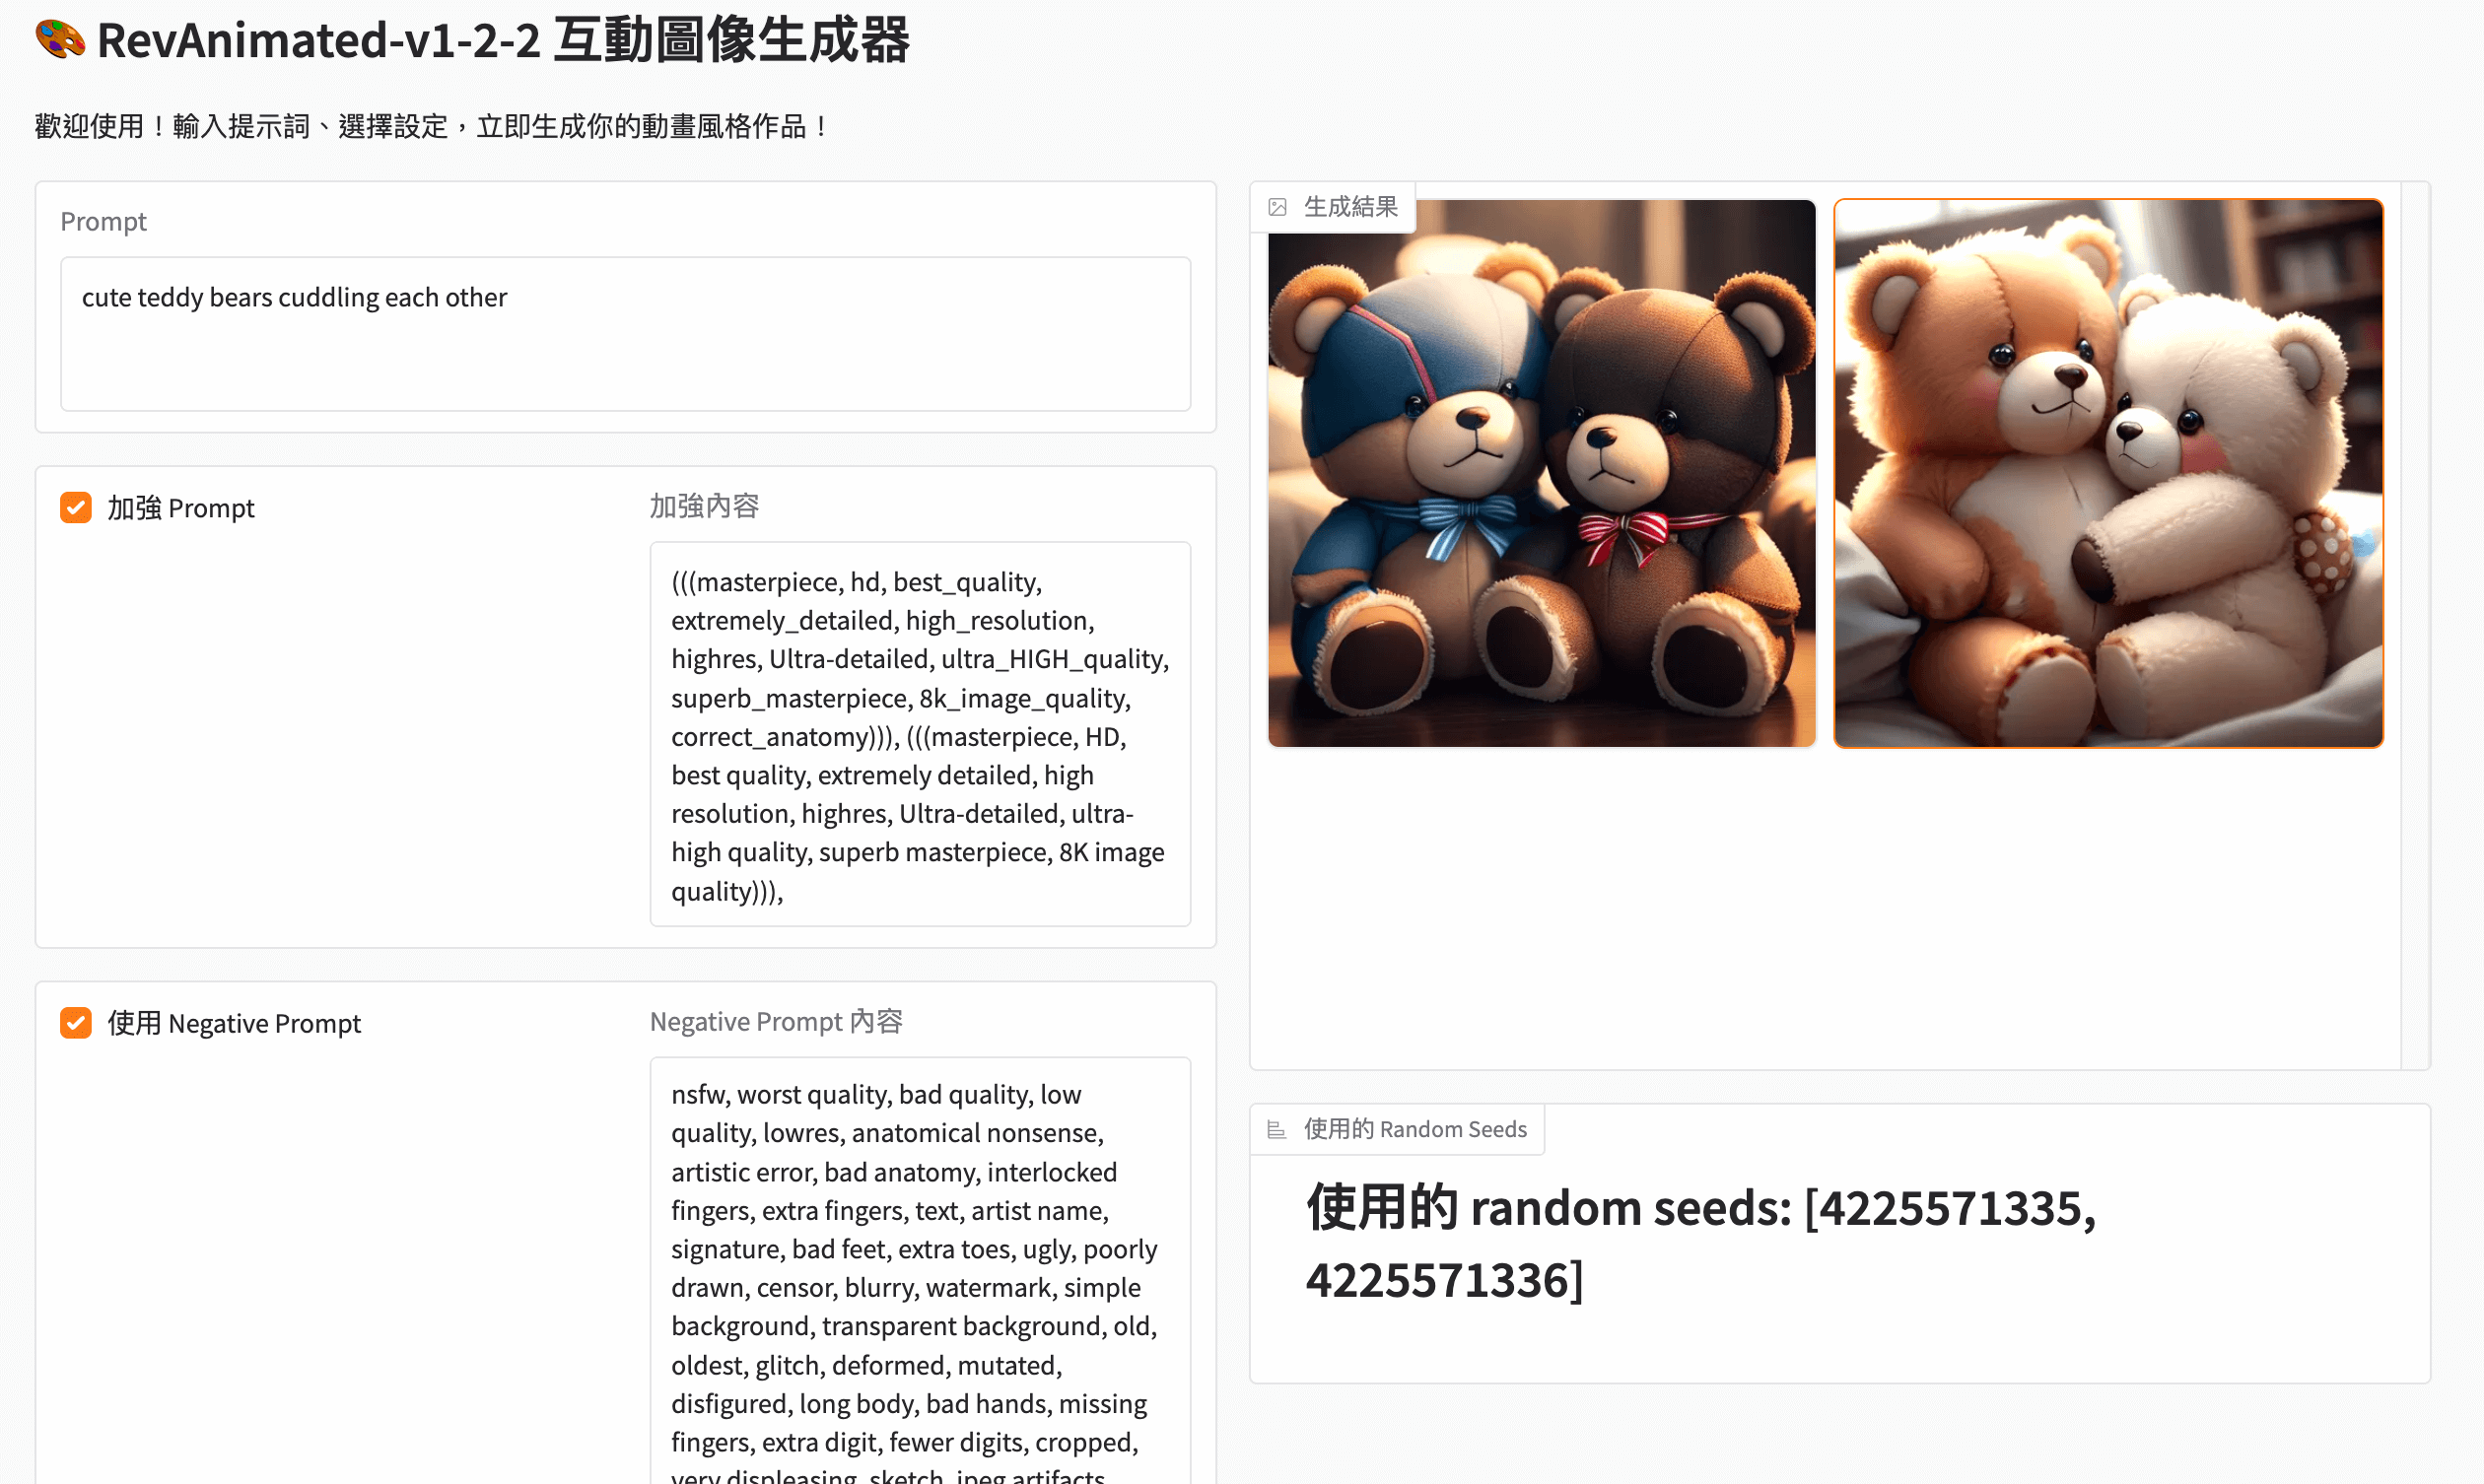 RevAnimated-v1-2-2 互動圖像生成器
歡迎使用！輸入提示詞、選擇設定，立即生成你的動畫風格作品！
Prompt
cute teddy bears cuddling each other
加強 Prompt
加強內容
(((masterpiece, hd, best_quality,
extremely_detailed, high_resolution,
highres, Ultra-detailed, ultra_HIGH_quality,
superb_masterpiece, 8k_image_quality,
correct_anatomy))), (((masterpiece, HD,
best quality, extremely detailed, high
resolution, highres, Ultra-detailed, ultra-
high quality, superb masterpiece, 8K image
quality))),
使用 Negative Prompt
Negative Prompt 內容
nsfw, worst quality, bad quality, low
quality, lowres, anatomical nonsense,
artistic error, bad anatomy, interlocked
fingers, extra fingers, text, artist name,
signature, bad feet, extra toes, ugly, poorly
drawn, censor, blurry, watermark, simple
background, transparent background, old,
oldest, glitch, deformed, mutated,
disfigured, long body, bad hands, missing
fingers, extra digit, fewer digits, cropped,
very displeasing, sketch, jpeg artifacts,
生成結果
使用的 Random Seeds
使用的 random seeds: [4225571335,
4225571336]